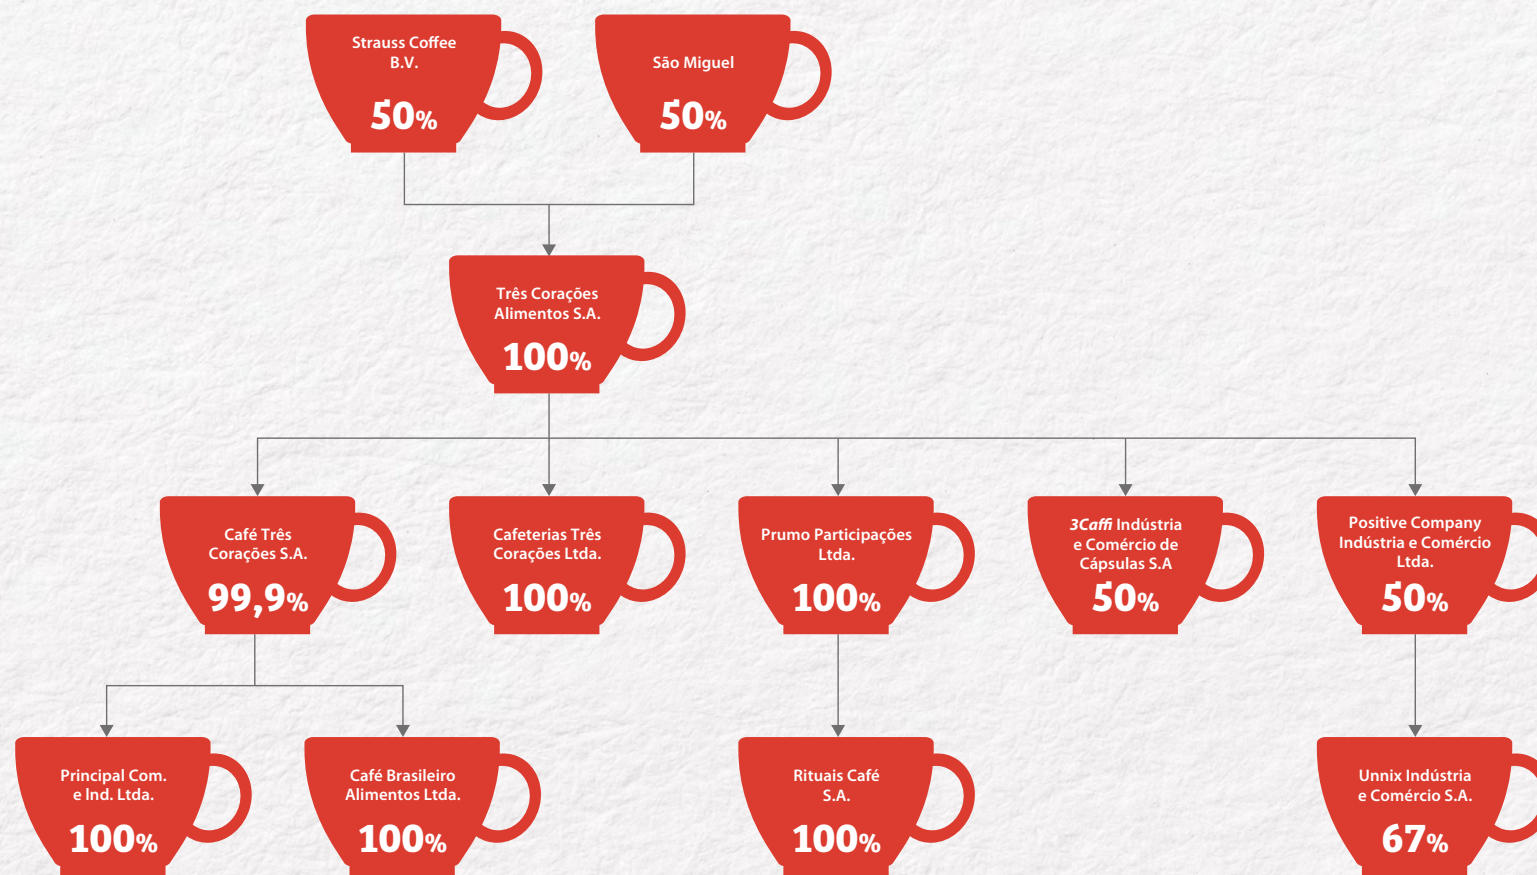 Strauss Coffee
B.V.
50%
São Miguel
50%
Três Corações
Alimentos S.A.
100%
Café Três
Corações S.A.
99,9%
Cafeterias Três
Corações Ltda.
100%
Prumo Participações
Ltda.
100%
3Caffi Indústria
e Comércio de
Cápsulas S.A
50%
Positive Company
Indústria e Comércio
Ltda.
50%
Principal Com.
e Ind. Ltda.
100%
Café Brasileiro
Alimentos Ltda.
100%
Rituais Café
S.A.
100%
Unnix Indústria
e Comércio S.A.
67%